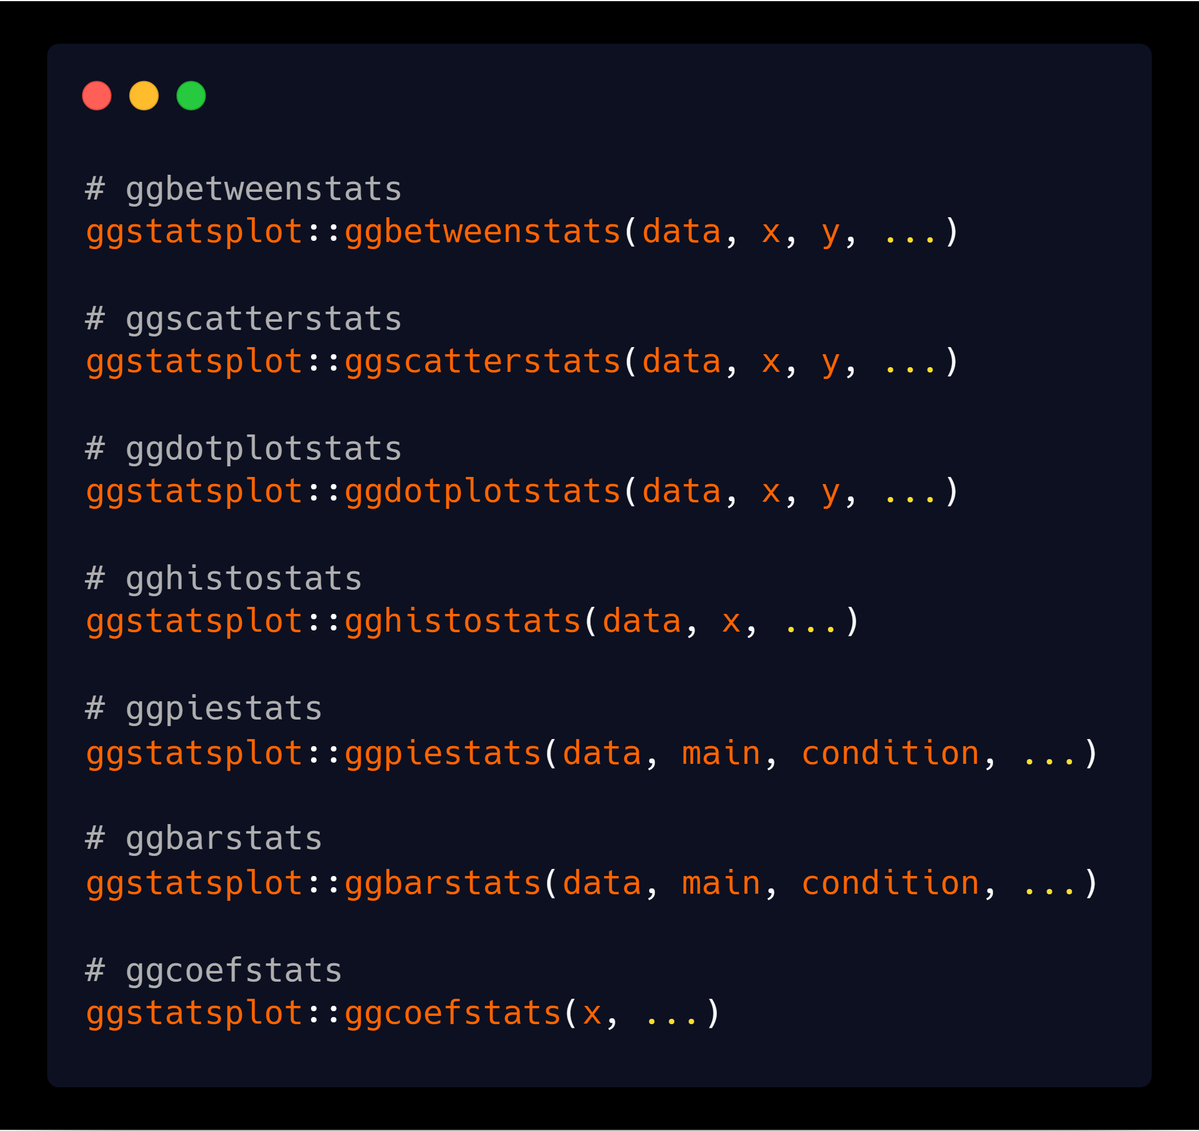 # ggbetweenstats
ggstatsplot::ggbetweenstats(data, x, y, ...)
# ggscatterstats
ggstatsplot::ggscatterstats(data, x, y, ...)
# ggdotplotstats
ggstatsplot::ggdotplotstats(data, x, y, ...)
# gghistostats
ggstatsplot::gghistostats(data, x, ...)
# ggpiestats
ggstatsplot::ggpiestats(data, main, condition, ...)
# ggbarstats
ggstatsplot::ggbarstats(data, main, condition, ...)
# ggcoefstats
ggstatsplot::ggcoefstats(x, ...)